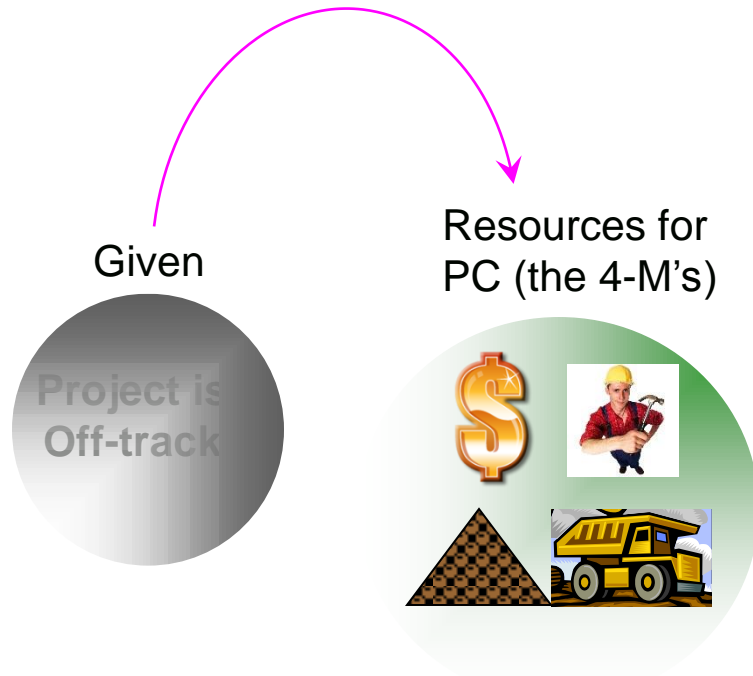 Given
Project is
Off-track
Resources for
PC (the 4-M's)
$